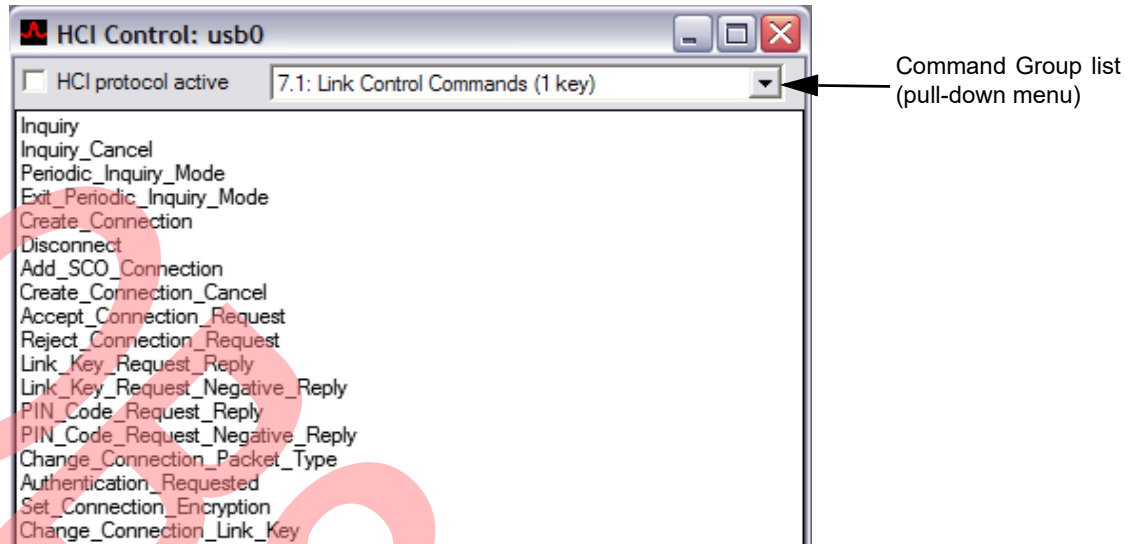 HCI Control: usb0
HCI protocol active
7.1: Link Control Commands (1 key)
Command Group list
(pull-down menu)
Inquiry
Inquiry_Cancel
Periodic_Inquiry_Mode
Exit_Periodic_Inquiry_Mode
Create_Connection
Disconnect
Add_SCO_Connection
Create_Connection_Cancel
Accept_Connection_Request
Reject_Connection_Request
Link_Key_Request_Reply
Link_Key_Request_Negative_Reply
PIN_Code_Request_Reply
PIN_Code_Request_Negative_Reply
Change_Connection_Packet_Type
Authentication_Requested
Set_Connection_Encryption
Change_Connection_Link_Key